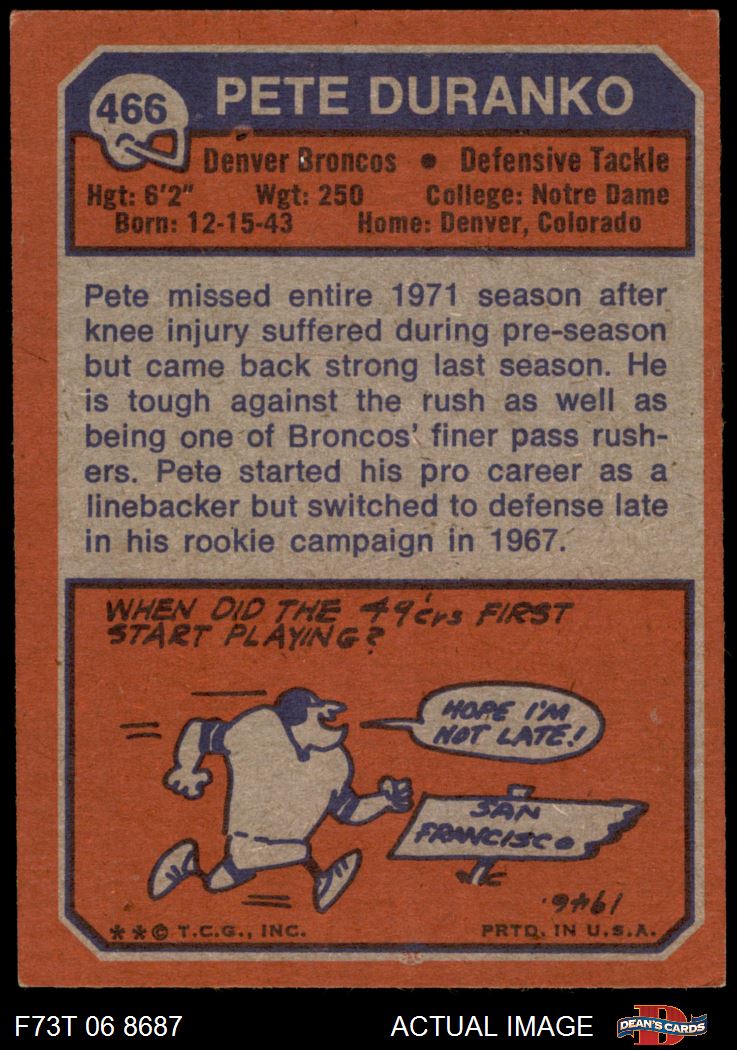 466
PETE DURANKO
Denver Broncos • Defensive Tackle
Hgt: 6'2" Wgt: 250 College: Notre Dame
Born: 12-15-43 Home: Denver, Colorado
Pete missed entire 1971 season after
knee injury suffered during pre-season
but came back strong last season. He
is tough against the rush as well as
being one of Broncos' finer pass rush-
ers. Pete started his pro career as a
linebacker but switched to defense late
in his rookie campaign in 1967.
WHEN DID THE 49'ers FIRST
START PLAYING?
HOPE I'M
NOT LATE!
SAN
FRANCISCO
1946.
**© T.C.G., INC. PRTD. IN U.S.A.
F73T 06 8687 ACTUAL IMAGE
D
DEAN'S CARDS